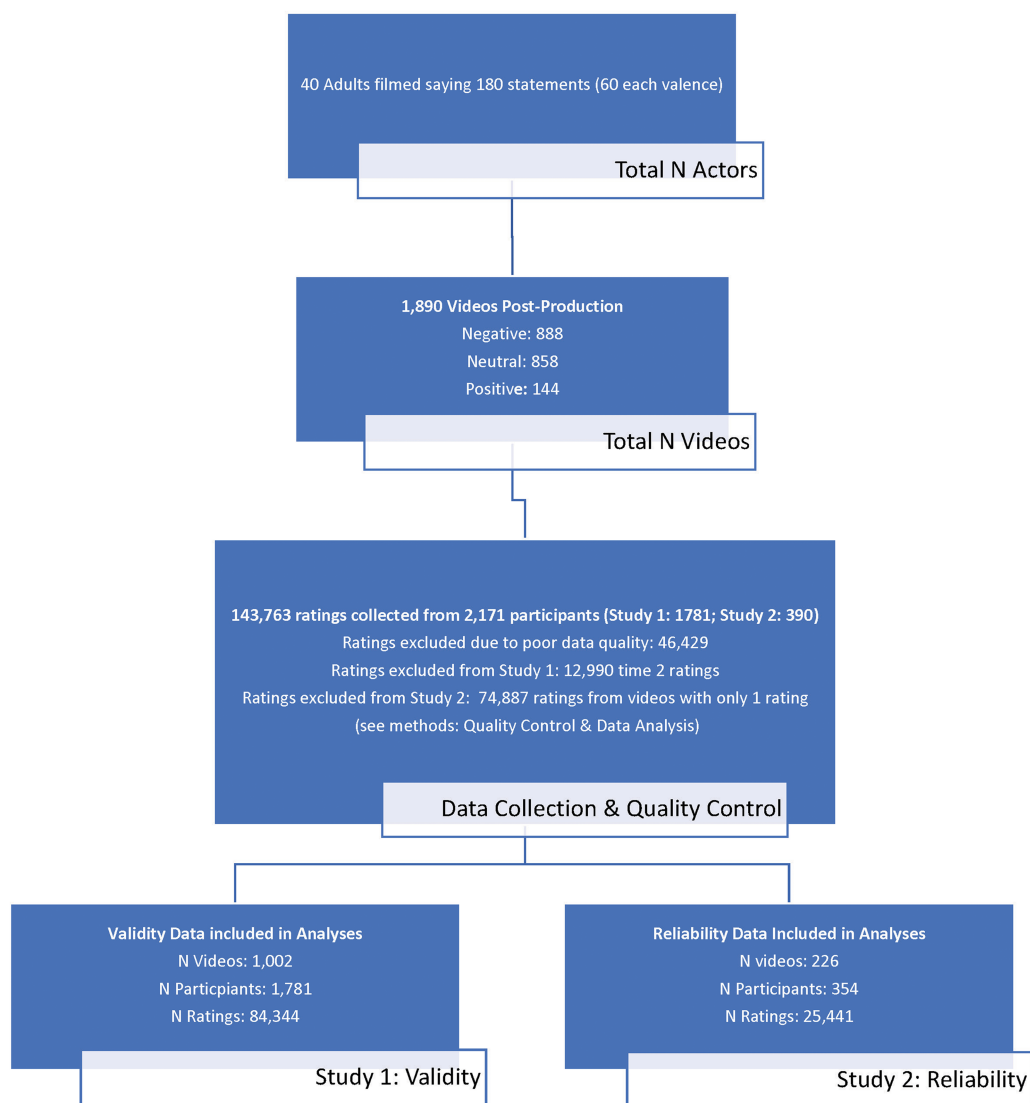 40 Adults filmed saying 180 statements (60 each valence)
Total N Actors
1,890 Videos Post-Production
Negative: 888
Neutral: 858
Positive: 144
Total N Videos
143,763 ratings collected from 2,171 participants (Study 1: 1781; Study 2: 390)
Ratings excluded due to poor data quality: 46,429
Ratings excluded from Study 1: 12,990 time 2 ratings
Ratings excluded from Study 2:  74,887 ratings from videos with only 1 rating
(see methods: Quality Control & Data Analysis)
Data Collection & Quality Control
Validity Data included in Analyses
N Videos: 1,002
N Particpiants: 1,781
N Ratings: 84,344
Study 1: Validity
Reliability Data Included in Analyses
N videos: 226
N Participants: 354
N Ratings: 25,441
Study 2: Reliability